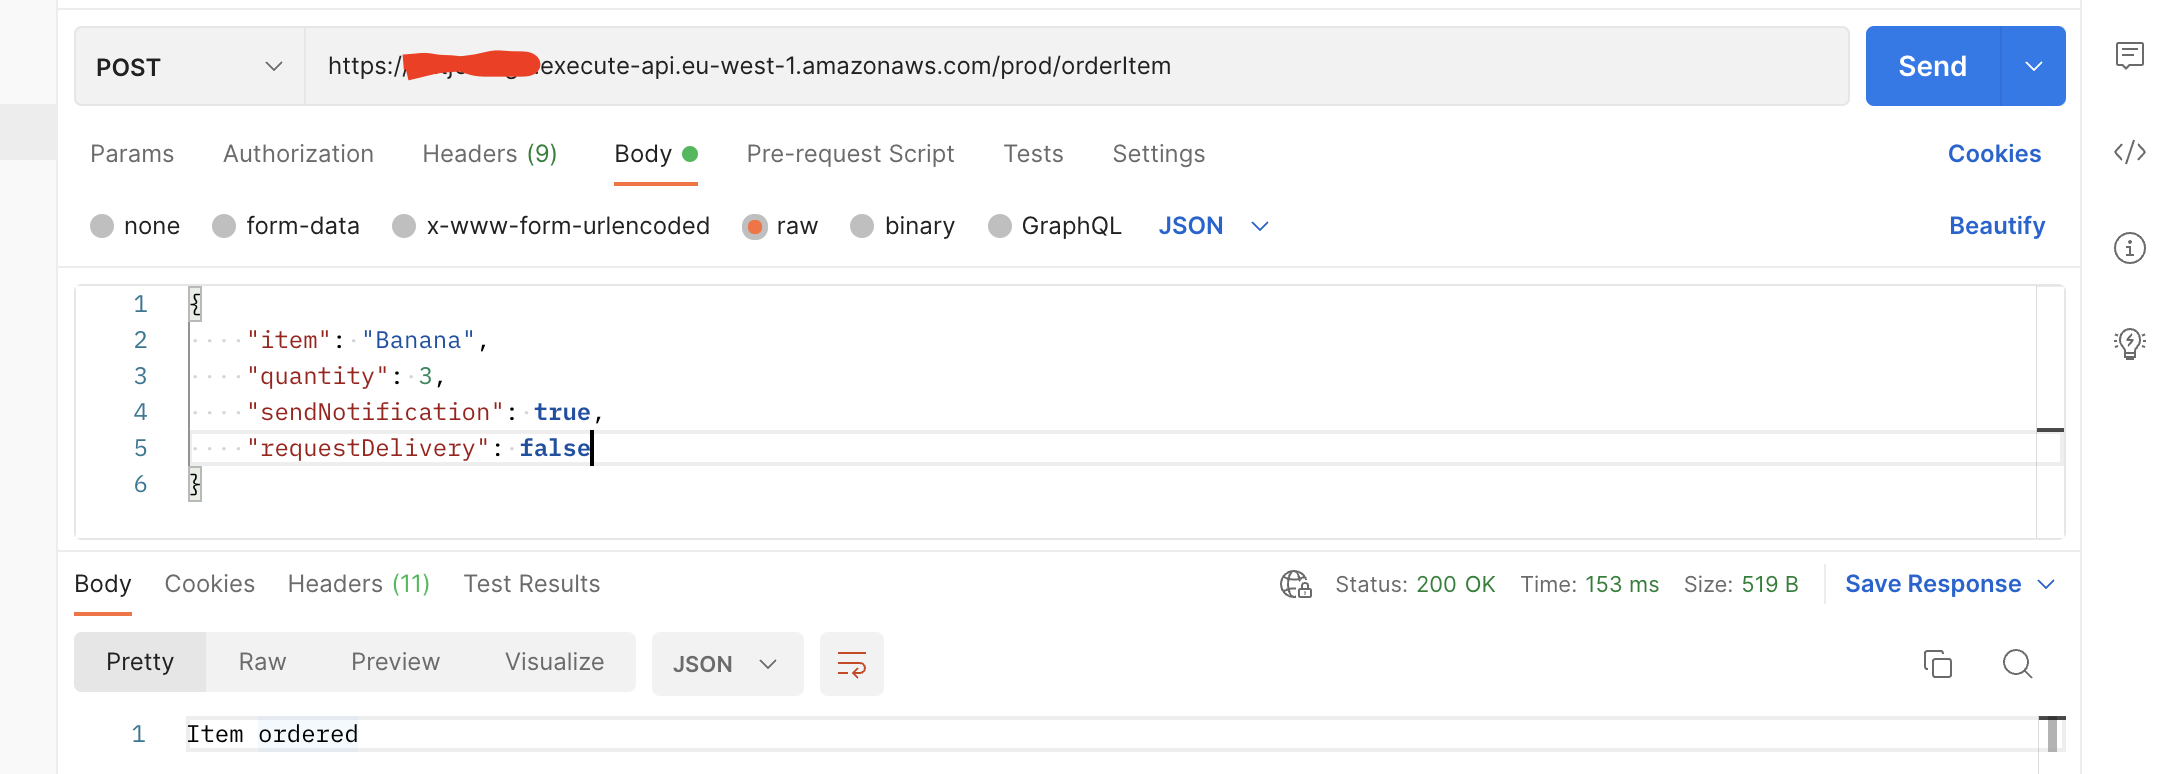 POST https:// execute-api.eu-west-1.amazonaws.com/prod/orderItem Send
Params Authorization Headers (9) Body Pre-request Script Tests Settings Cookies
none form-data x-www-form-urlencoded raw binary GraphQL JSON Beautify
1 {
2 "item": "Banana",
3 "quantity": 3,
4 "sendNotification": true,
5 "requestDelivery": false
6 }
Body Cookies Headers (11) Test Results Status: 200 OK Time: 153 ms Size: 519 B Save Response
Pretty Raw Preview Visualize JSON
1 Item ordered